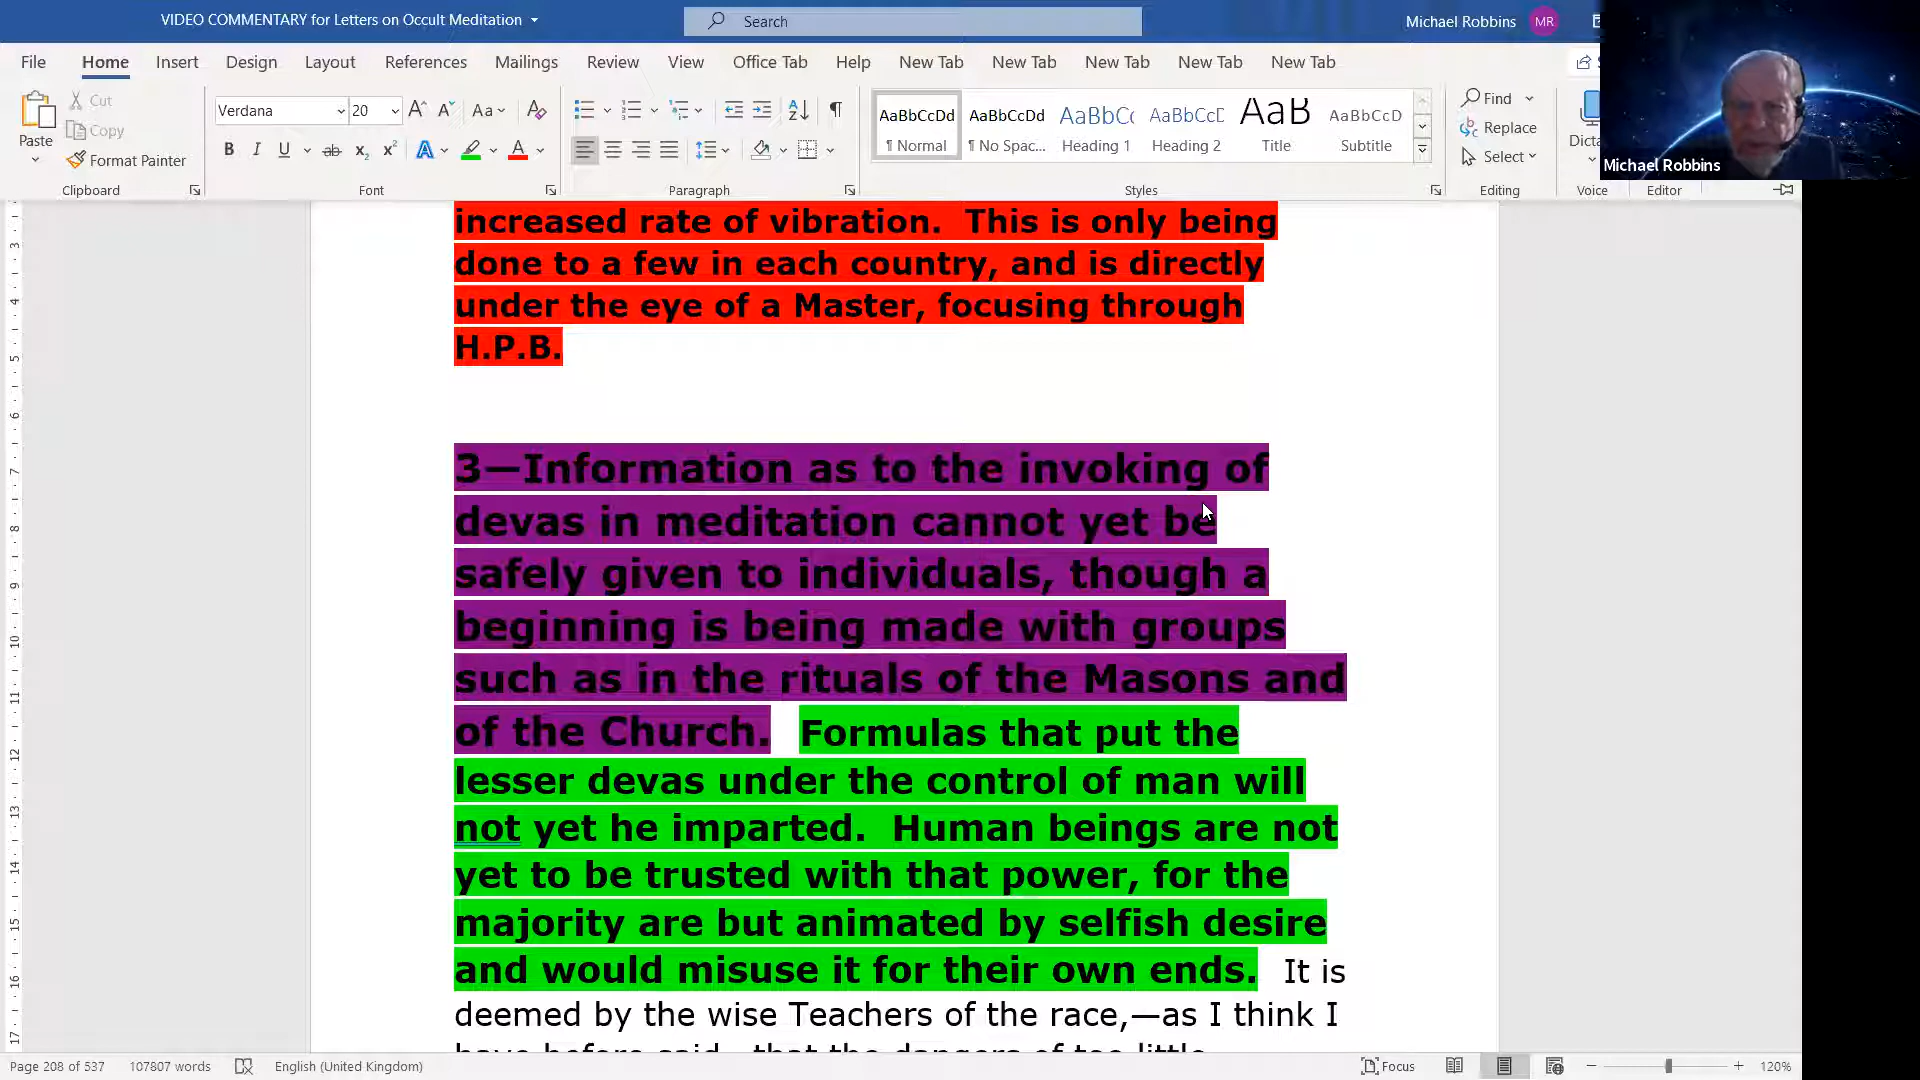 VIDEO COMMENTARY for Letters on Occult Meditation
Search
Michael Robbins MR
File Home Insert Design Layout References Mailings Review View Office Tab Help New Tab New Tab New Tab New Tab New Tab
Paste
Cut
Copy
Format Painter
Clipboard
Verdana 20
Font
Paragraph
AaBbCcDd AaBbCcDd AaBbC AaBbCcD AaB AaBbCcD
¶ Normal ¶ No Spac... Heading 1 Heading 2 Title Subtitle
Styles
Find
Replace
Select
Editing
Dicta
Voice
Editor
Michael Robbins
increased rate of vibration. This is only being
done to a few in each country, and is directly
under the eye of a Master, focusing through
H.P.B.
3—Information as to the invoking of
devas in meditation cannot yet be
safely given to individuals, though a
beginning is being made with groups
such as in the rituals of the Masons and
of the Church. Formulas that put the
lesser devas under the control of man will
not yet he imparted. Human beings are not
yet to be trusted with that power, for the
majority are but animated by selfish desire
and would misuse it for their own ends. It is
deemed by the wise Teachers of the race,—as I think I
Page 208 of 537 107807 words English (United Kingdom) Focus 120%